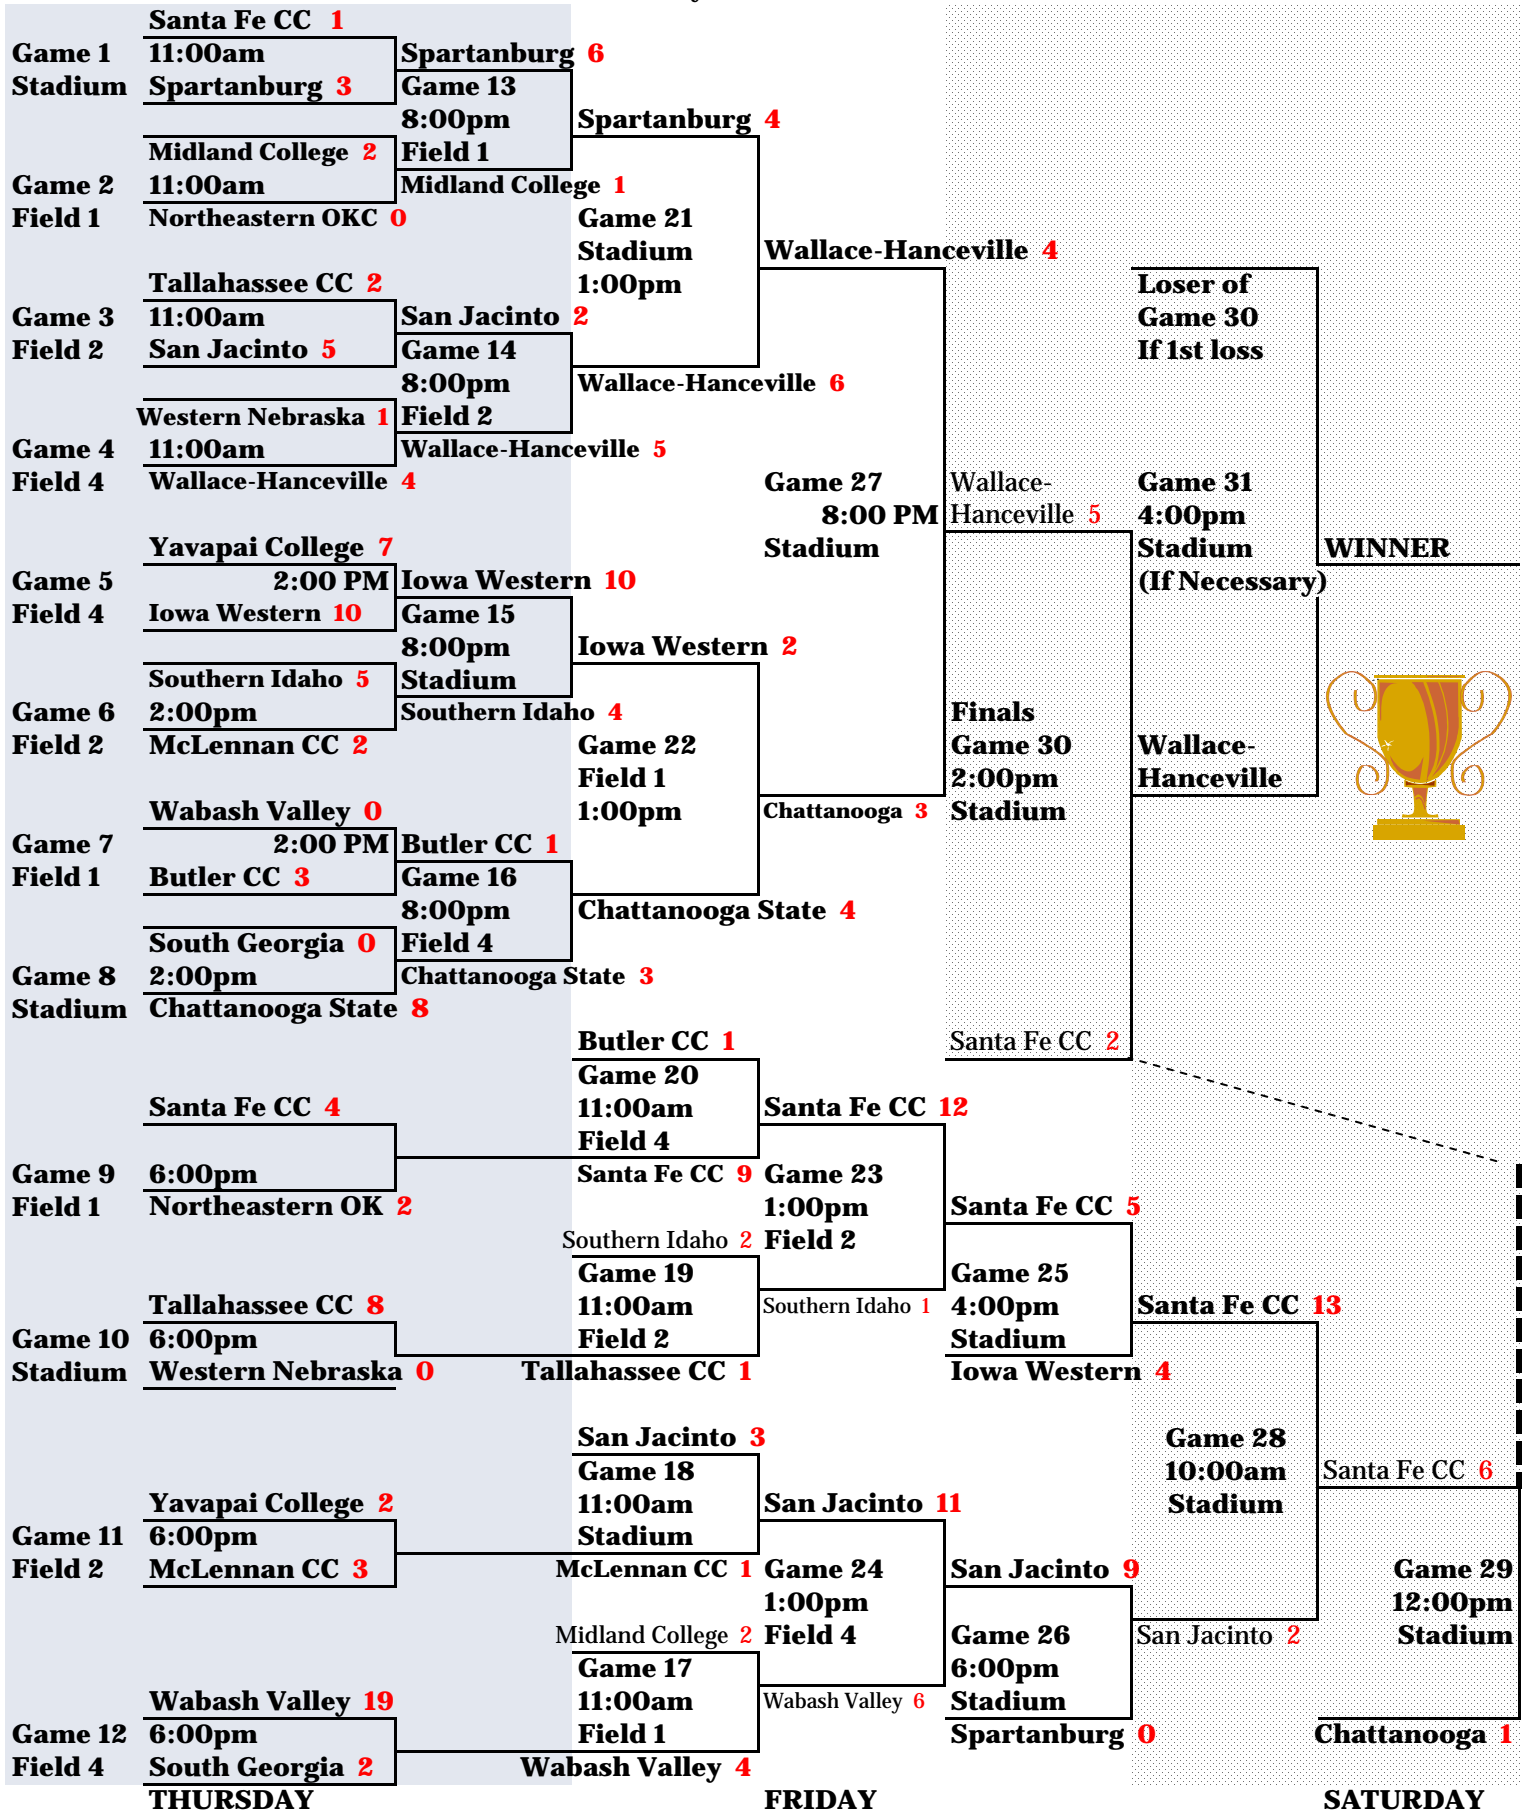 Santa Fe CC 1
Game 1 11:00am Spartanburg 6
Stadium Spartanburg 3 Game 13
8:00pm Spartanburg 4
Midland College 2 Field 1
Game 2 11:00am Midland College 1
Field 1 Northeastern OKC 0 Game 21
Stadium Wallace-Hanceville 4
Tallahassee CC 2 1:00pm Loser of
Game 3 11:00am San Jacinto 2 Game 30
Field 2 San Jacinto 5 Game 14 If 1st loss
8:00pm Wallace-Hanceville 6
Western Nebraska 1 Field 2
Game 4 11:00am Wallace-Hanceville 5
Field 4 Wallace-Hanceville 4 Game 27 Wallace- Game 31
8:00 PM Hanceville 5 4:00pm
Yavapai College 7 Stadium Stadium WINNER
Game 5 2:00 PM Iowa Western 10 (If Necessary)
Field 4 Iowa Western 10 Game 15
8:00pm Iowa Western 2
Southern Idaho 5 Stadium
Game 6 2:00pm Southern Idaho 4 Finals
Field 2 McLennan CC 2 Game 22 Game 30 Wallace-
Field 1 2:00pm Hanceville
Wabash Valley 0 1:00pm Chattanooga 3 Stadium
Game 7 2:00 PM Butler CC 1
Field 1 Butler CC 3 Game 16
8:00pm Chattanooga State 4
South Georgia 0 Field 4
Game 8 2:00pm Chattanooga State 3
Stadium Chattanooga State 8
Butler CC 1 Santa Fe CC 2
Game 20
Santa Fe CC 4 11:00am Santa Fe CC 12
Field 4
Game 9 6:00pm Santa Fe CC 9 Game 23
Field 1 Northeastern OK 2 1:00pm Santa Fe CC 5
Southern Idaho 2 Field 2
Game 19 Game 25
Tallahassee CC 8 11:00am Southern Idaho 1 4:00pm Santa Fe CC 13
Game 10 6:00pm Field 2 Stadium
Stadium Western Nebraska 0 Tallahassee CC 1 Iowa Western 4
San Jacinto 3 Game 28
Game 18 10:00am Santa Fe CC 6
Yavapai College 2 11:00am San Jacinto 11 Stadium
Game 11 6:00pm Stadium
Field 2 McLennan CC 3 McLennan CC 1 Game 24 San Jacinto 9 Game 29
1:00pm 12:00pm
Midland College 2 Field 4 Game 26 San Jacinto 2 Stadium
Game 17 6:00pm
Wabash Valley 19 11:00am Wabash Valley 6 Stadium
Game 12 6:00pm Field 1 Spartanburg 0 Chattanooga 1
Field 4 South Georgia 2 Wabash Valley 4
THURSDAY FRIDAY SATURDAY